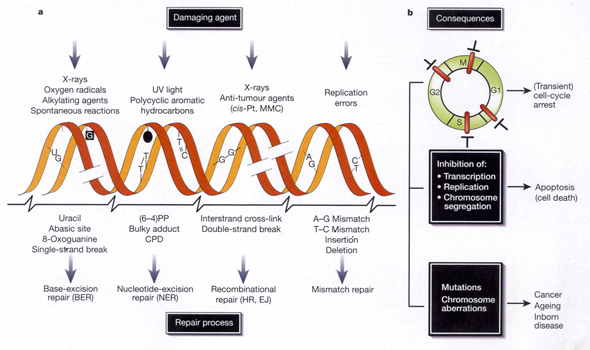 a
Damaging agent
X-rays
Oxygen radicals
Alkylating agents
Spontaneous reactions
UV light
Polycyclic aromatic
hydrocarbons
X-rays
Anti-tumour agents
(cis-Pt, MMC)
Replication
errors
U G
G
T T
T C
G G
A G
C T
Uracil
Abasic site
8-Oxoguanine
Single-strand break
(6–4)PP
Bulky adduct
CPD
Interstrand cross-link
Double-strand break
A–G Mismatch
T–C Mismatch
Insertion
Deletion
Base-excision
repair (BER)
Nucleotide-excision
repair (NER)
Recombinational
repair (HR, EJ)
Mismatch repair
Repair process
b
Consequences
M
G1
S
G2
(Transient)
cell-cycle
arrest
Inhibition of:
• Transcription
• Replication
• Chromosome
segregation
Apoptosis
(cell death)
Mutations
Chromosome
aberrations
Cancer
Ageing
Inborn
disease